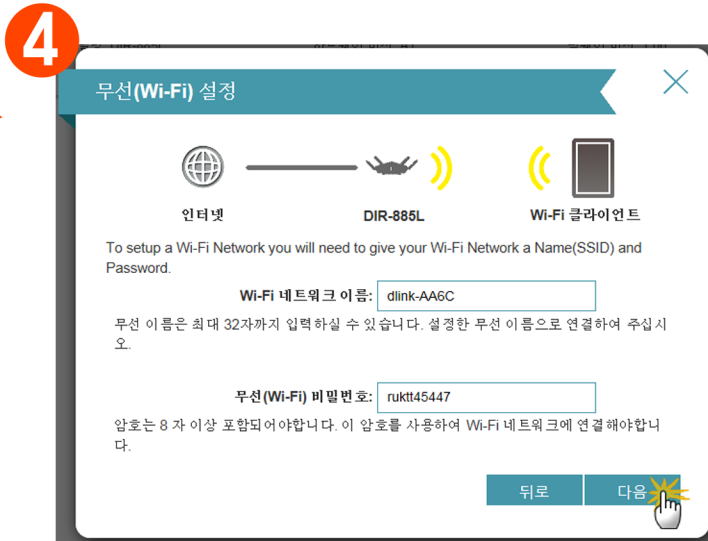 4
무선(Wi-Fi) 설정
인터넷
DIR-885L
Wi-Fi 클라이언트
To setup a Wi-Fi Network you will need to give your Wi-Fi Network a Name(SSID) and
Password.
Wi-Fi 네트워크 이름: dlink-AA6C
무선 이름은 최대 32자까지 입력하실 수 있습니다. 설정한 무선 이름으로 연결하여 주십시
오.
무선(Wi-Fi) 비밀번호: ruktt45447
암호는 8 자 이상 포함되어야합니다. 이 암호를 사용하여 Wi-Fi 네트워크에 연결해야합니
다.
뒤로
다음